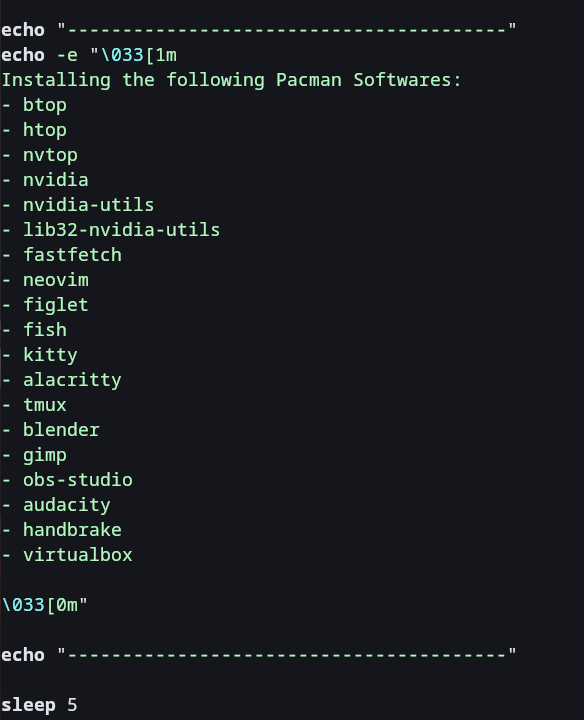 echo "----------------------------------------"
echo -e "\033[1m
Installing the following Pacman Softwares:
- btop
- htop
- nvtop
- nvidia
- nvidia-utils
- lib32-nvidia-utils
- fastfetch
- neovim
- figlet
- fish
- kitty
- alacritty
- tmux
- blender
- gimp
- obs-studio
- audacity
- handbrake
- virtualbox
\033[0m"
echo "----------------------------------------"
sleep 5